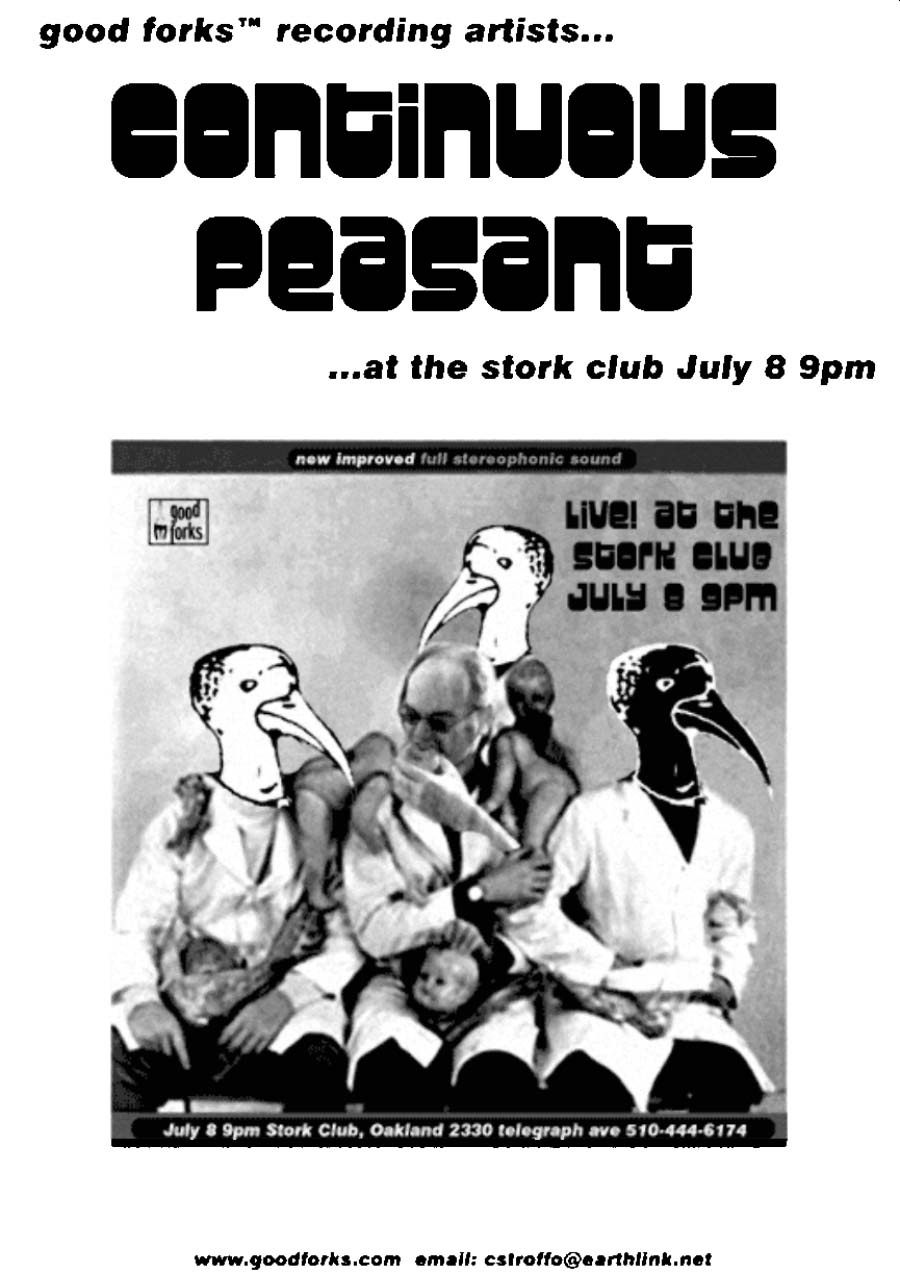 good forks™ recording artists...
continuous
peasant
...at the stork club July 8 9pm
new improved full stereophonic sound
good
forks
Live! at the
stork club
July 8 9pm
July 8 9pm Stork Club, Oakland 2330 telegraph ave 510-444-6174
www.goodforks.com email: cstroffo@earthlink.net